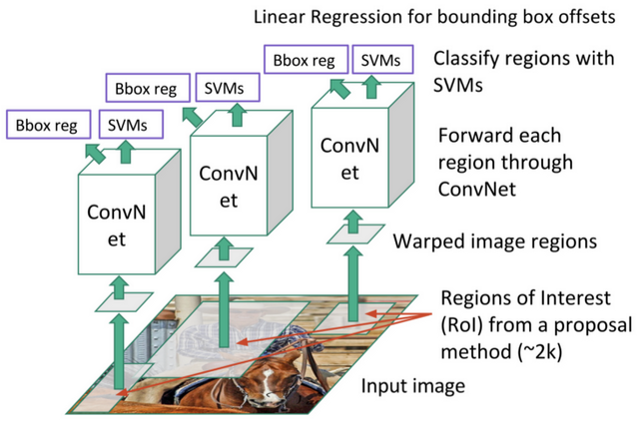 Linear Regression for bounding box offsets
Bbox reg
SVMs
Classify regions with
SVMs
Bbox reg
SVMs
Bbox reg
SVMs
ConvN
et
ConvN
et
ConvN
et
Forward each
region through
ConvNet
Warped image regions
Regions of Interest
(RoI) from a proposal
method (~2k)
Input image